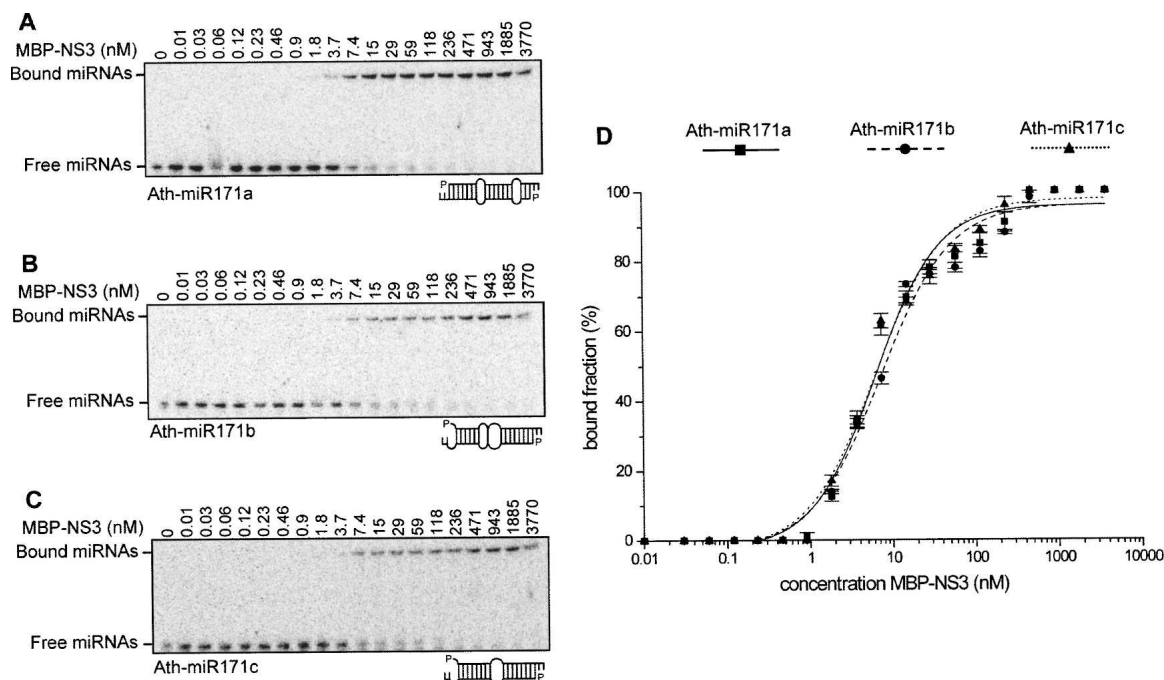 A
MBP-NS3 (nM)
0 0.01 0.03 0.06 0.12 0.23 0.46 0.9 1.8 3.7 7.4 15 29 59 118 236 471 943 1885 3770
Bound miRNAs
Free miRNAs
Ath-miR171a
P
P
B
MBP-NS3 (nM)
0 0.01 0.03 0.06 0.12 0.23 0.46 0.9 1.8 3.7 7.4 15 29 59 118 236 471 943 1885 3770
Bound miRNAs
Free miRNAs
Ath-miR171b
P
P
C
MBP-NS3 (nM)
0 0.01 0.03 0.06 0.12 0.23 0.46 0.9 1.8 3.7 7.4 15 29 59 118 236 471 943 1885 3770
Bound miRNAs
Free miRNAs
Ath-miR171c
P
P
D
Ath-miR171a Ath-miR171b Ath-miR171c
100
80
60
40
20
0
bound fraction (%)
0.01 0.1 1 10 100 1000 10000
concentration MBP-NS3 (nM)